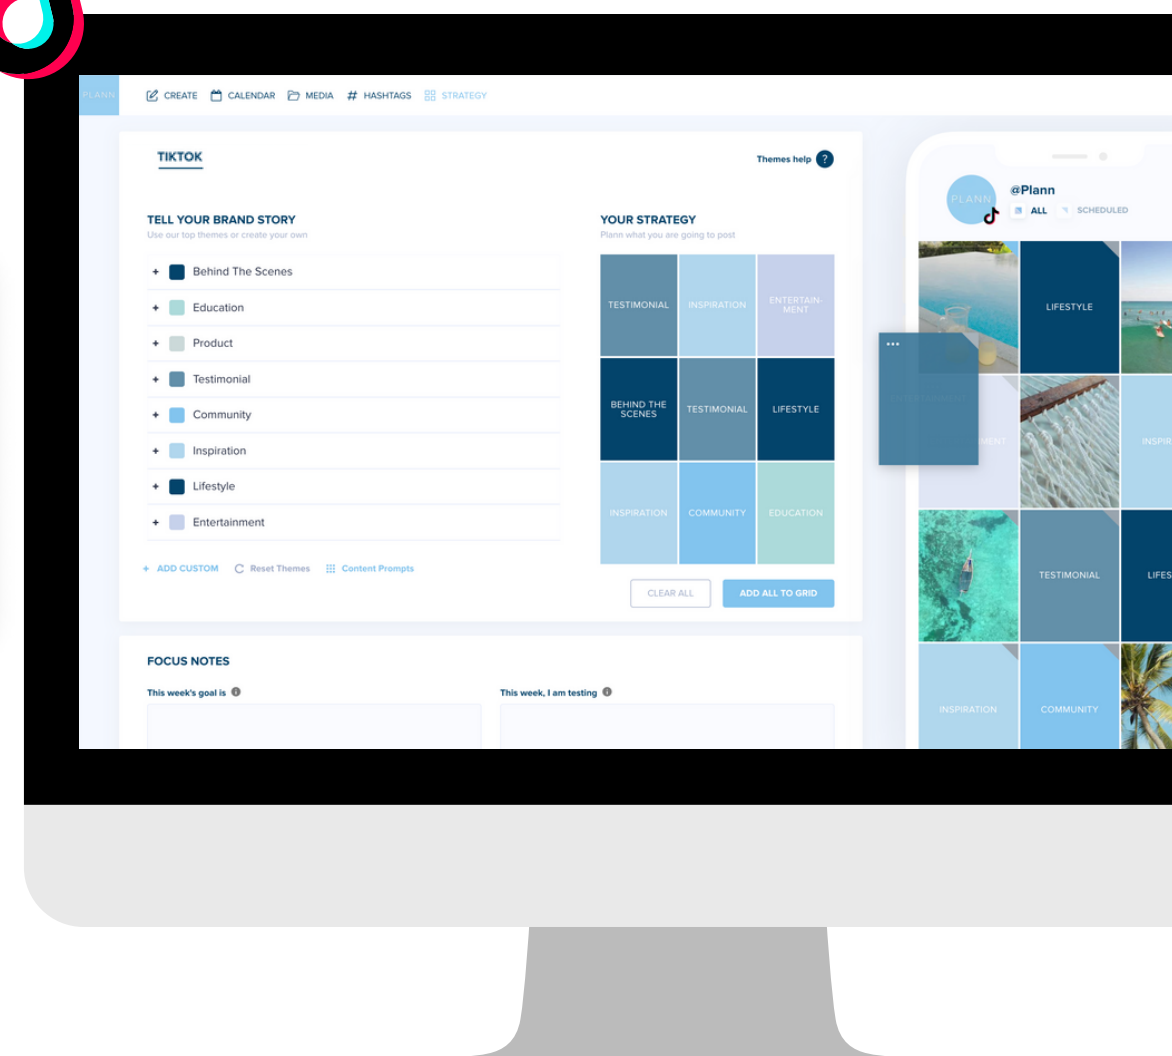 PLANN
CREATE CALENDAR MEDIA # HASHTAGS STRATEGY
TIKTOK
Themes help ?
TELL YOUR BRAND STORY
Use our top themes or create your own
+ Behind The Scenes
+ Education
+ Product
+ Testimonial
+ Community
+ Inspiration
+ Lifestyle
+ Entertainment
+ ADD CUSTOM Reset Themes Content Prompts
YOUR STRATEGY
Plann what you are going to post
TESTIMONIAL INSPIRATION ENTERTAIN-
MENT
BEHIND THE
SCENES TESTIMONIAL LIFESTYLE
INSPIRATION COMMUNITY EDUCATION
CLEAR ALL ADD ALL TO GRID
FOCUS NOTES
This week's goal is
This week, I am testing
PLANN
@Plann
ALL SCHEDULED
LIFESTYLE
MENT
INSPIR
TESTIMONIAL LIFES
INSPIRATION COMMUNITY